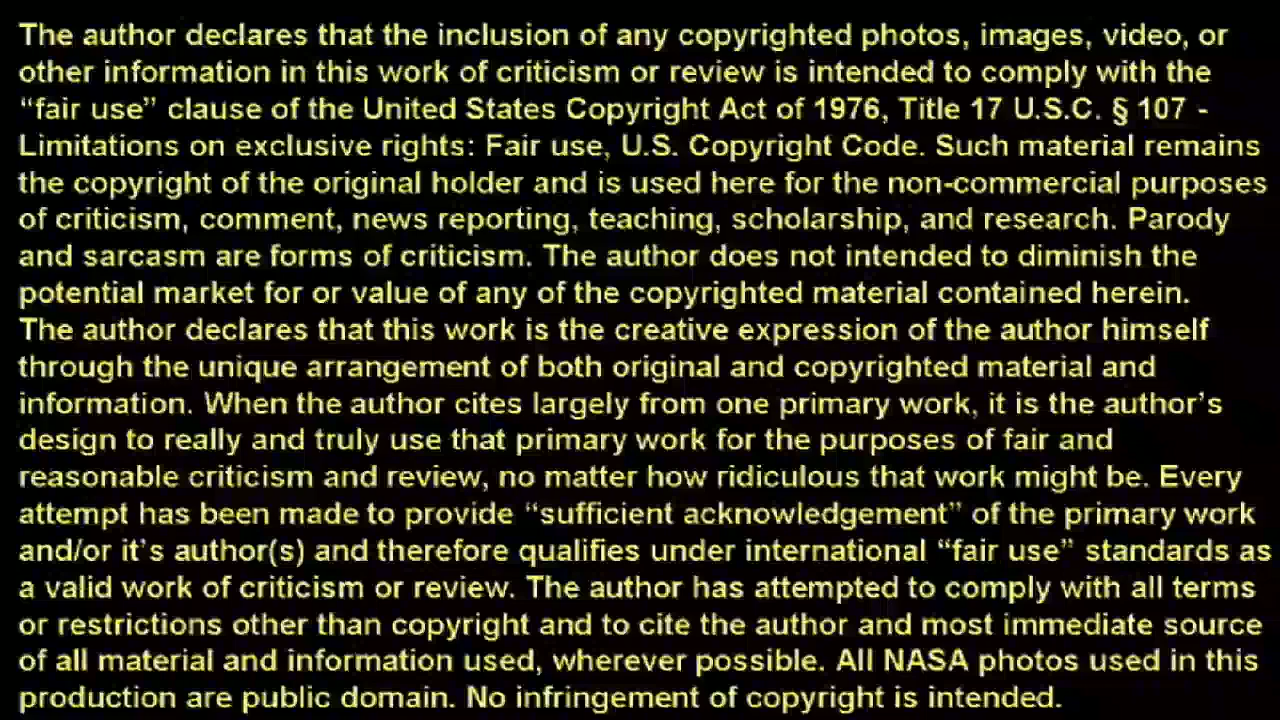 The author declares that the inclusion of any copyrighted photos, images, video, or
other information in this work of criticism or review is intended to comply with the
“fair use” clause of the United States Copyright Act of 1976, Title 17 U.S.C. § 107 -
Limitations on exclusive rights: Fair use, U.S. Copyright Code. Such material remains
the copyright of the original holder and is used here for the non-commercial purposes
of criticism, comment, news reporting, teaching, scholarship, and research. Parody
and sarcasm are forms of criticism. The author does not intended to diminish the
potential market for or value of any of the copyrighted material contained herein.
The author declares that this work is the creative expression of the author himself
through the unique arrangement of both original and copyrighted material and
information. When the author cites largely from one primary work, it is the author’s
design to really and truly use that primary work for the purposes of fair and
reasonable criticism and review, no matter how ridiculous that work might be. Every
attempt has been made to provide “sufficient acknowledgement” of the primary work
and/or it’s author(s) and therefore qualifies under international “fair use” standards as
a valid work of criticism or review. The author has attempted to comply with all terms
or restrictions other than copyright and to cite the author and most immediate source
of all material and information used, wherever possible. All NASA photos used in this
production are public domain. No infringement of copyright is intended.